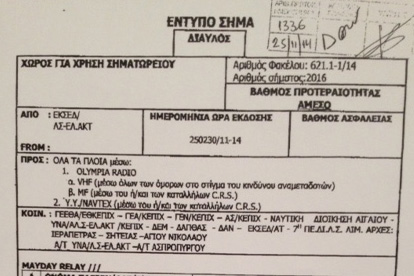 ΕΝΤΥΠΟ ΣΗΜΑ
ΔΙΑΥΛΟΣ
1336
25 11 14
ΧΩΡΟΣ ΓΙΑ ΧΡΗΣΗ ΣΗΜΑΤΩΡΕΙΟΥ
Αριθμός Φακέλου: 621.1-1/14
Αριθμός σήματος:2016
ΒΑΘΜΟΣ ΠΡΟΤΕΡΑΙΟΤΗΤΑΣ
ΑΜΕΣΟ
ΑΠΟ : ΕΚΣΕΔ/
ΛΣ-ΕΛ.ΑΚΤ
FROM :
ΗΜΕΡΟΜΗΝΙΑ ΩΡΑ ΕΚΔΟΣΗΣ
250230/11-14
ΒΑΘΜΟΣ ΑΣΦΑΛΕΙΑΣ
ΠΡΟΣ : ΟΛΑ ΤΑ ΠΛΟΙΑ μέσω:
1. OLYMPIA RADIO
a. VHF (μέσω όλων των όμορων στο στίγμα του κινδύνου αναμεταδοτών)
β. MF (μέσω του ή/και των καταλλήλων C.R.S.)
2. Υ.Υ./NAVTEX (μέσω του ή/και των καταλλήλων C.R.S.)
ΚΟΙΝ. : ΓΕΕΘΑ/ΕΘΚΕΠΙΧ – ΓΕΑ/ΚΕΠΙΧ – ΓΕΝ/ΚΕΠΙΧ – ΑΣ/ΚΕΠΙΧ - ΝΑΥΤΙΚΗ ΔΙΟΙΚΗΣΗ ΑΙΓΑΙΟΥ -
ΥΝΑ/ΛΣ-ΕΛ.ΑΚΤ /ΚΕΠΙΧ - ΔΕΜ - ΔΑΠΘΑΣ - ΔΑΝ – ΕΚΣΕΔ/ΑΤ - 7η ΠΕ.ΔΙ.Λ.Σ. ΛΙΜ. ΑΡΧΕΣ:
ΙΕΡΑΠΕΤΡΑΣ – ΣΗΤΕΙΑΣ -ΑΓΙΟΥ ΝΙΚΟΛΑΟΥ
Α/Τ ΥΝΑ/Λ.Σ-ΕΛ.ΑΚΤ –Α/Τ ΑΣΠΡΟΠΥΡΓΟΥ
MAYDAY RELAY ///